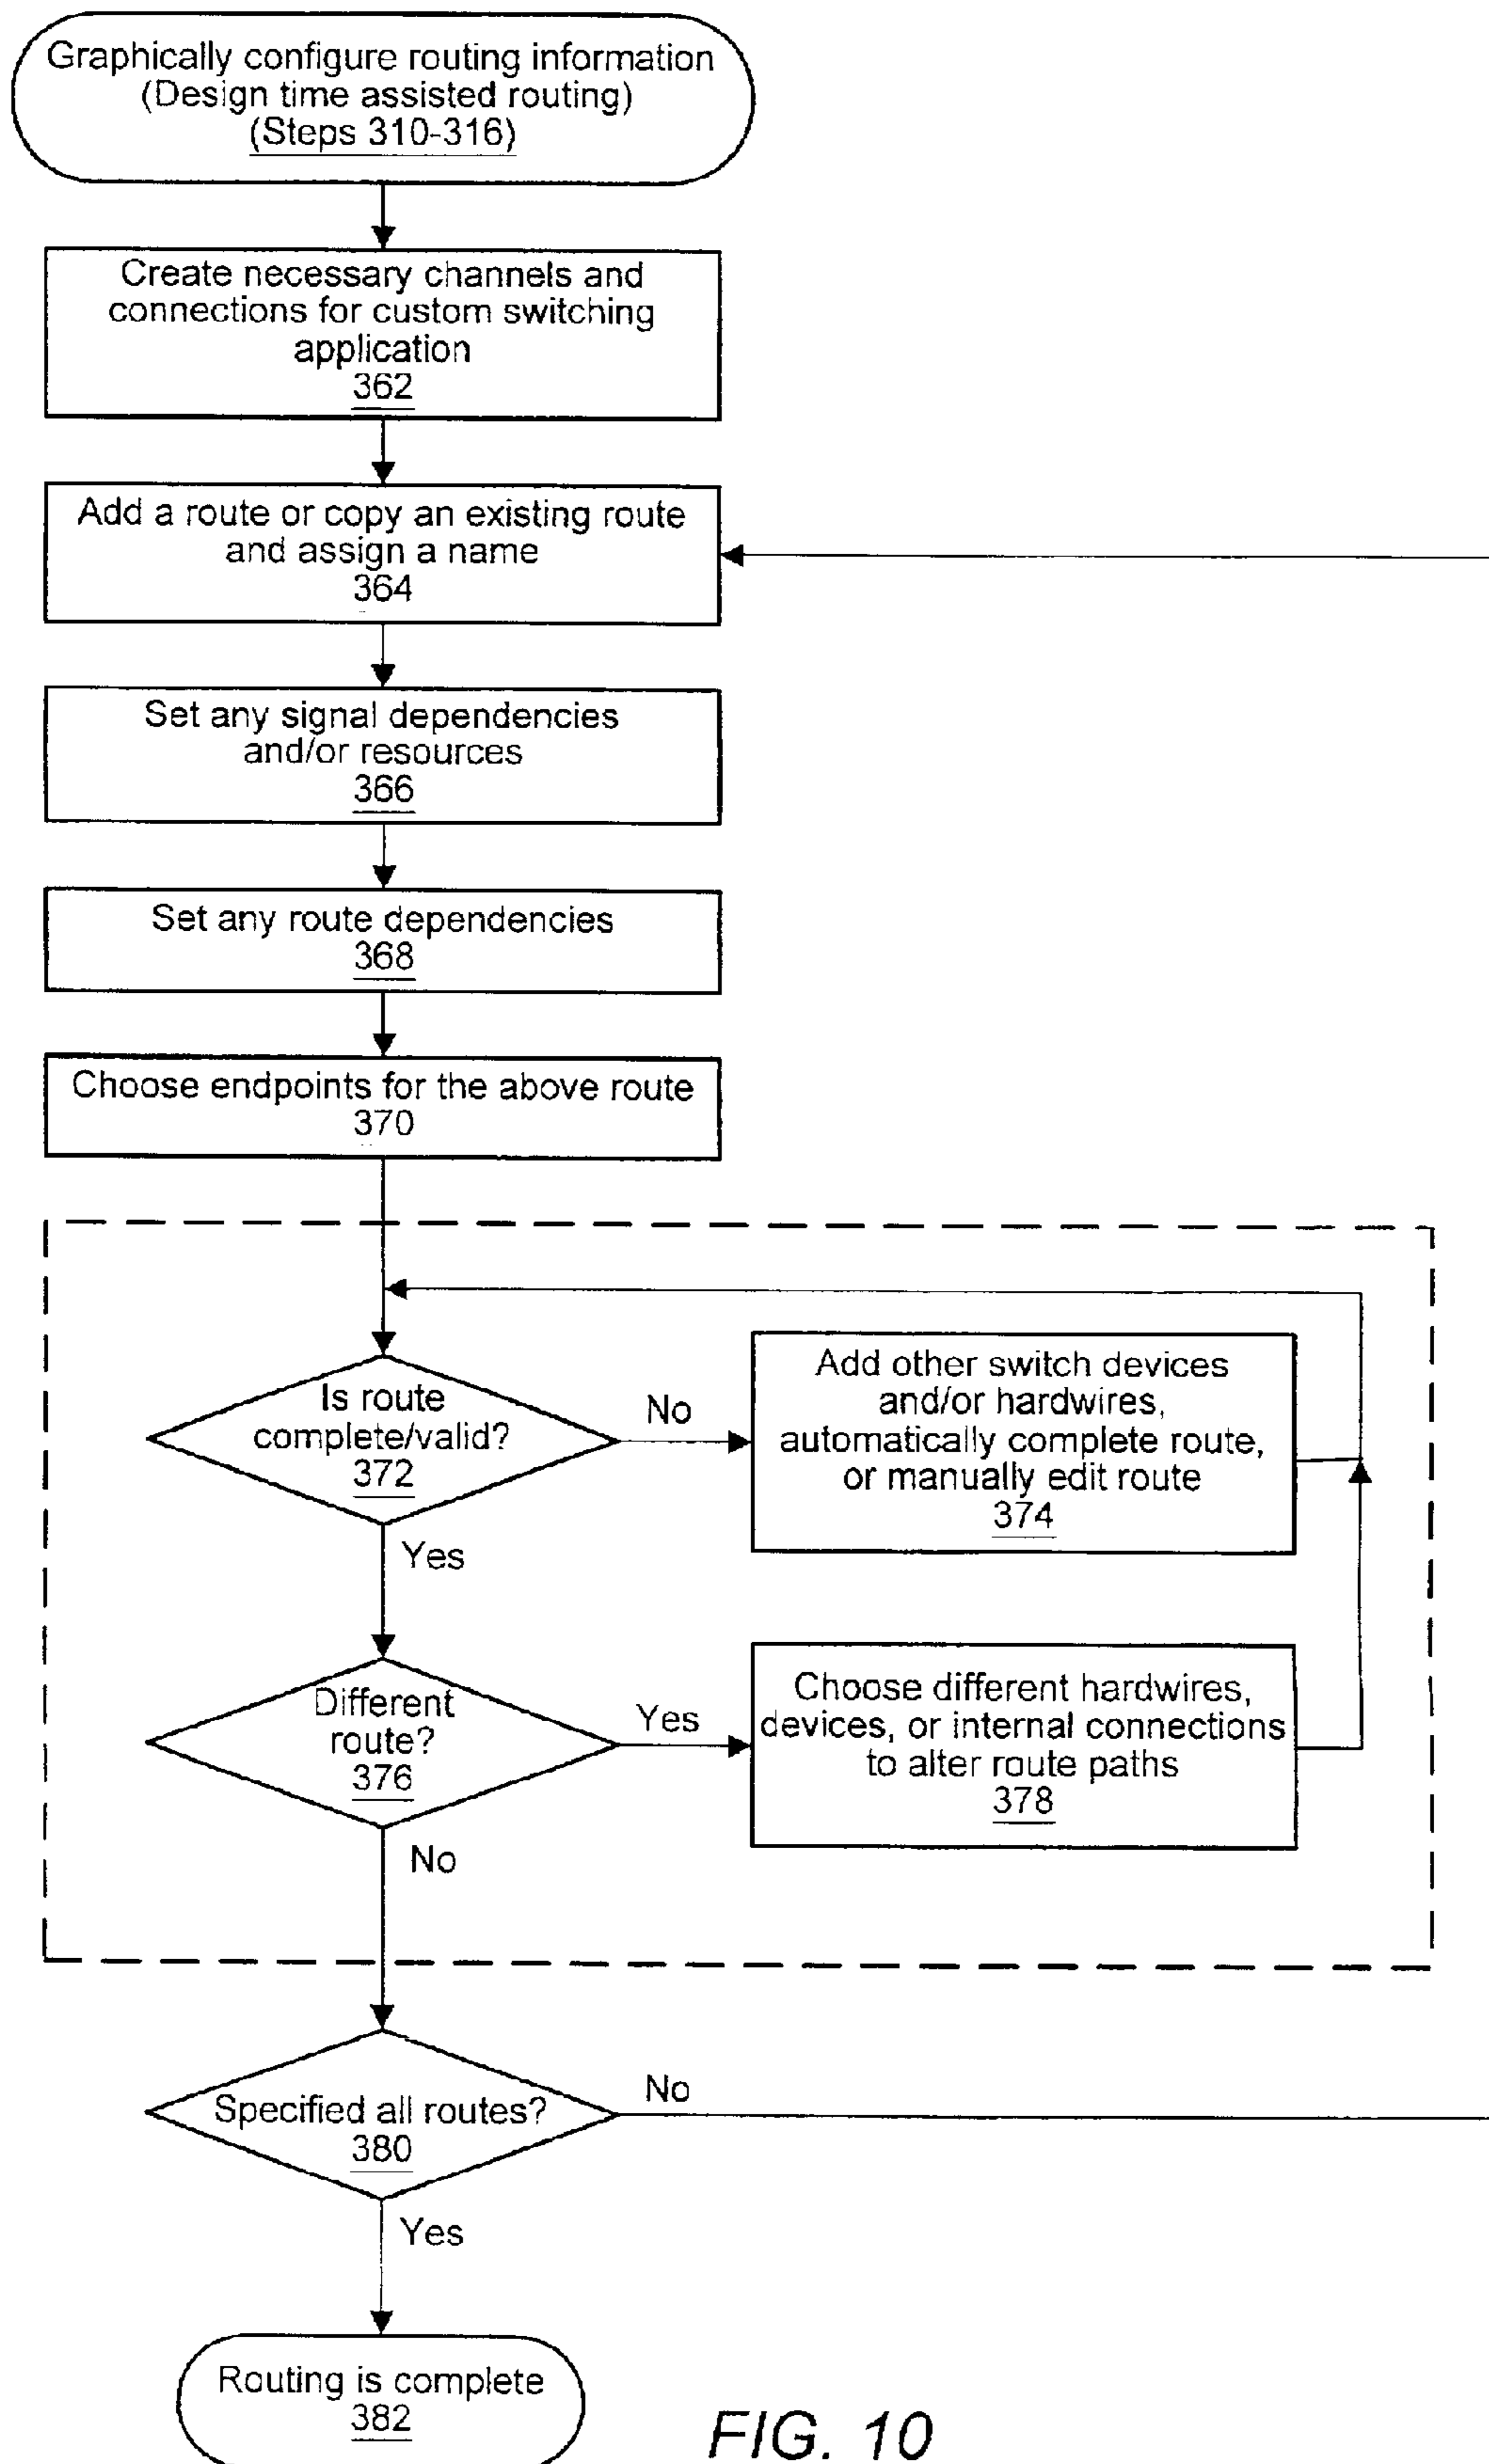 Graphically configure routing information
(Design time assisted routing)
(Steps 310-316)
Create necessary channels and
connections for custom switching
application
362
Add a route or copy an existing route
and assign a name
364
Set any signal dependencies
and/or resources
366
Set any route dependencies
368
Choose endpoints for the above route
370
Is route
complete/valid?
372
No
Add other switch devices
and/or hardwires,
automatically complete route,
or manually edit route
374
Yes
Different
route?
376
Yes
Choose different hardwires,
devices, or internal connections
to alter route paths
378
No
Specified all routes?
380
No
Yes
Routing is complete
382
FIG. 10